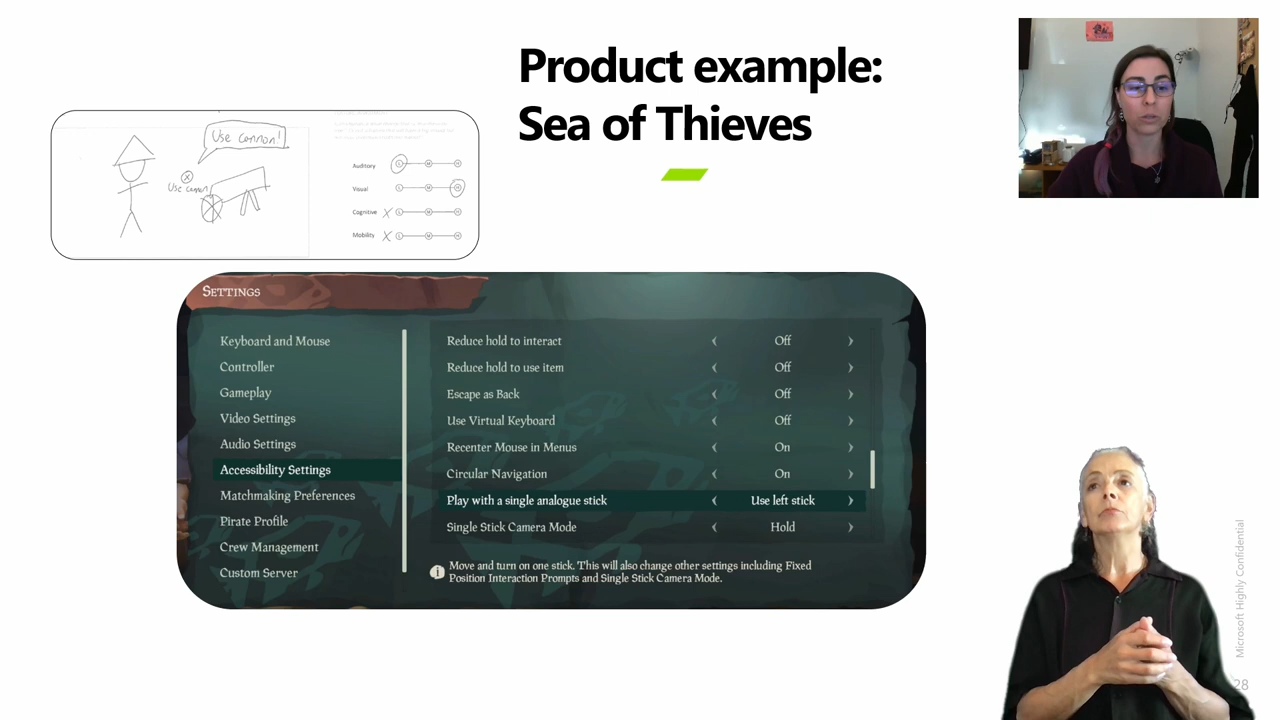 Product example:
Sea of Thieves
Use Cannon!
Use Cannon
Auditory
L M H
Visual
L M H
Cognitive X L M H
Mobility X L M H
SETTINGS
Keyboard and Mouse
Controller
Gameplay
Video Settings
Audio Settings
Accessibility Settings
Matchmaking Preferences
Pirate Profile
Crew Management
Custom Server
Reduce hold to interact Off
Reduce hold to use item Off
Escape as Back Off
Use Virtual Keyboard Off
Recenter Mouse in Menus On
Circular Navigation On
Play with a single analogue stick Use left stick
Single Stick Camera Mode Hold
Move and turn on one stick. This will also change other settings including Fixed
Position Interaction Prompts and Single Stick Camera Mode.
Microsoft Highly Confidential
28